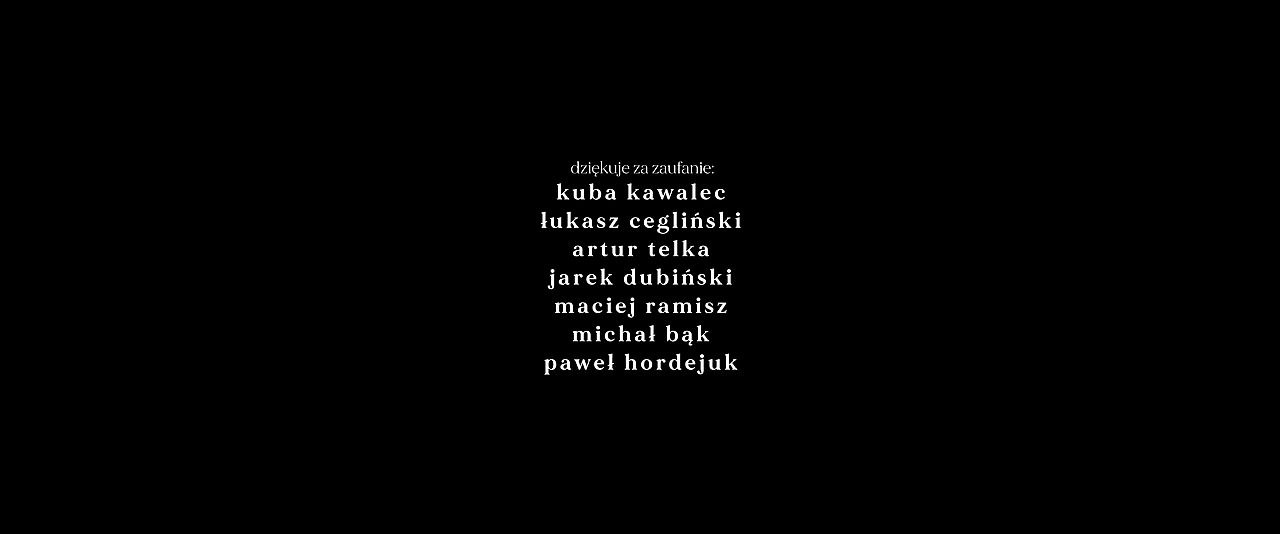 dziękuje za zaufanie:
kuba kawalec
łukasz cegliński
artur telka
jarek dubiński
maciej ramisz
michał bąk
paweł hordejuk